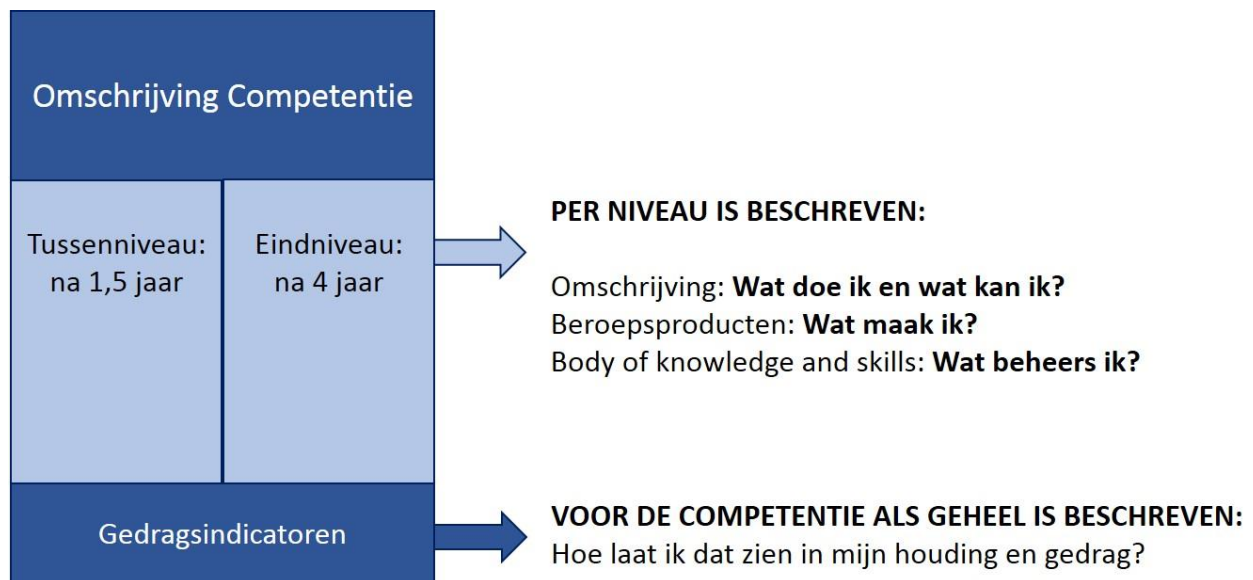 Omschrijving Competentie
Tussenniveau:
na 1,5 jaar
Eindniveau:
na 4 jaar
PER NIVEAU IS BESCHREVEN:
Omschrijving: Wat doe ik en wat kan ik?
Beroepsproducten: Wat maak ik?
Body of knowledge and skills: Wat beheers ik?
Gedragsindicatoren
VOOR DE COMPETENTIE ALS GEHEEL IS BESCHREVEN:
Hoe laat ik dat zien in mijn houding en gedrag?